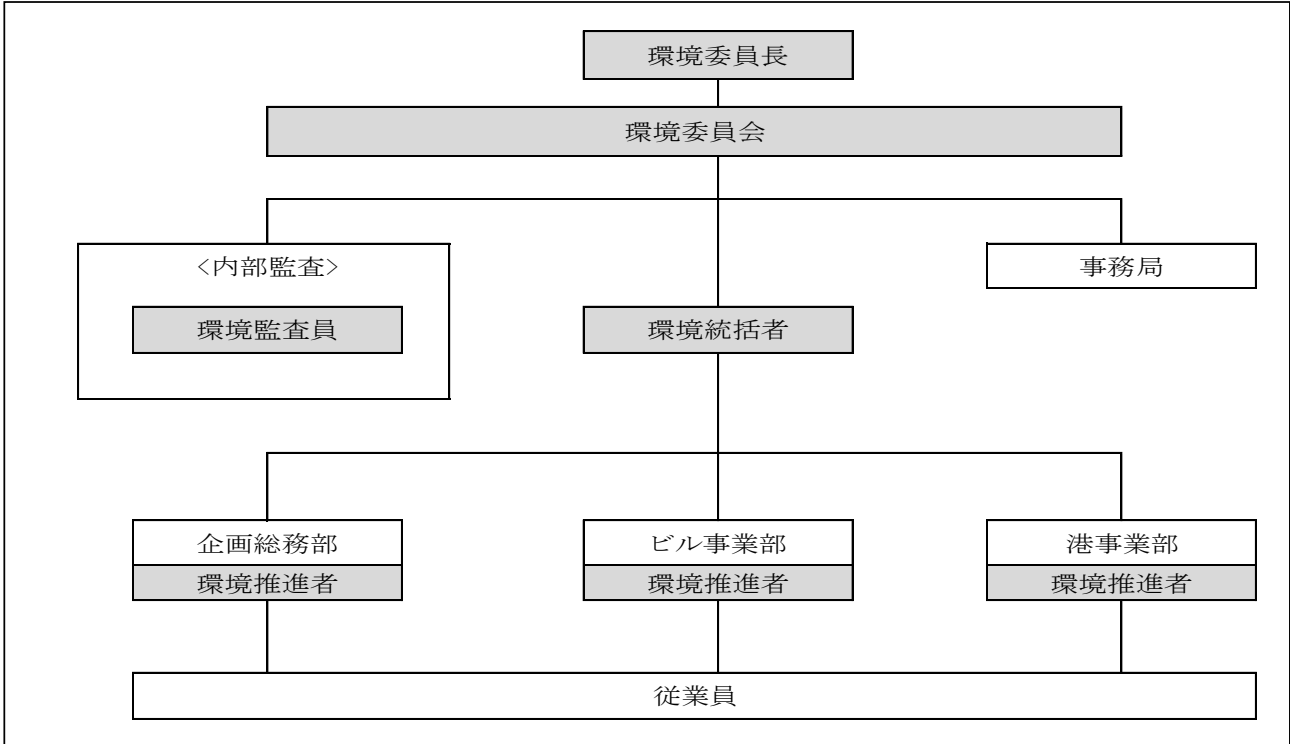 環境委員長
環境委員会
<内部監査>
事務局
環境監査員
環境統括者
企画総務部
ビル事業部
港事業部
環境推進者
環境推進者
環境推進者
従業員